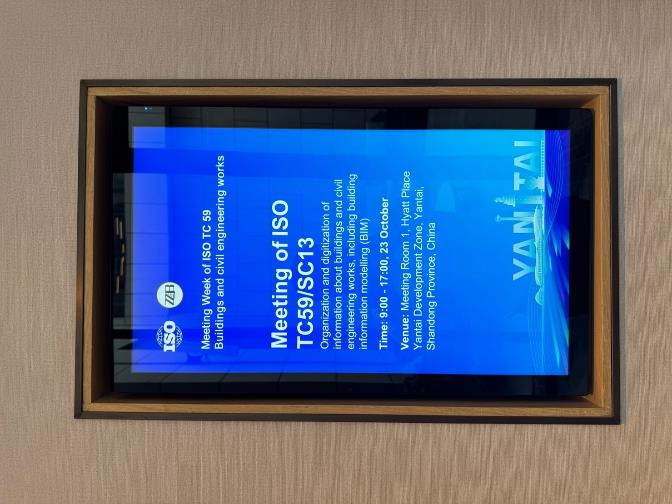 ISO
Meeting Week of ISO TC 59
Buildings and civil engineering works
Meeting of ISO
TC59/SC13
Organization and digitization of
information about buildings and civil
engineering works, including building
information modelling (BIM)
Time: 9:00 - 17:00, 23 October
Venue: Meeting Room 1, Hyatt Place
Yantai Development Zone, Yantai,
Shandong Province, China
YANTAI